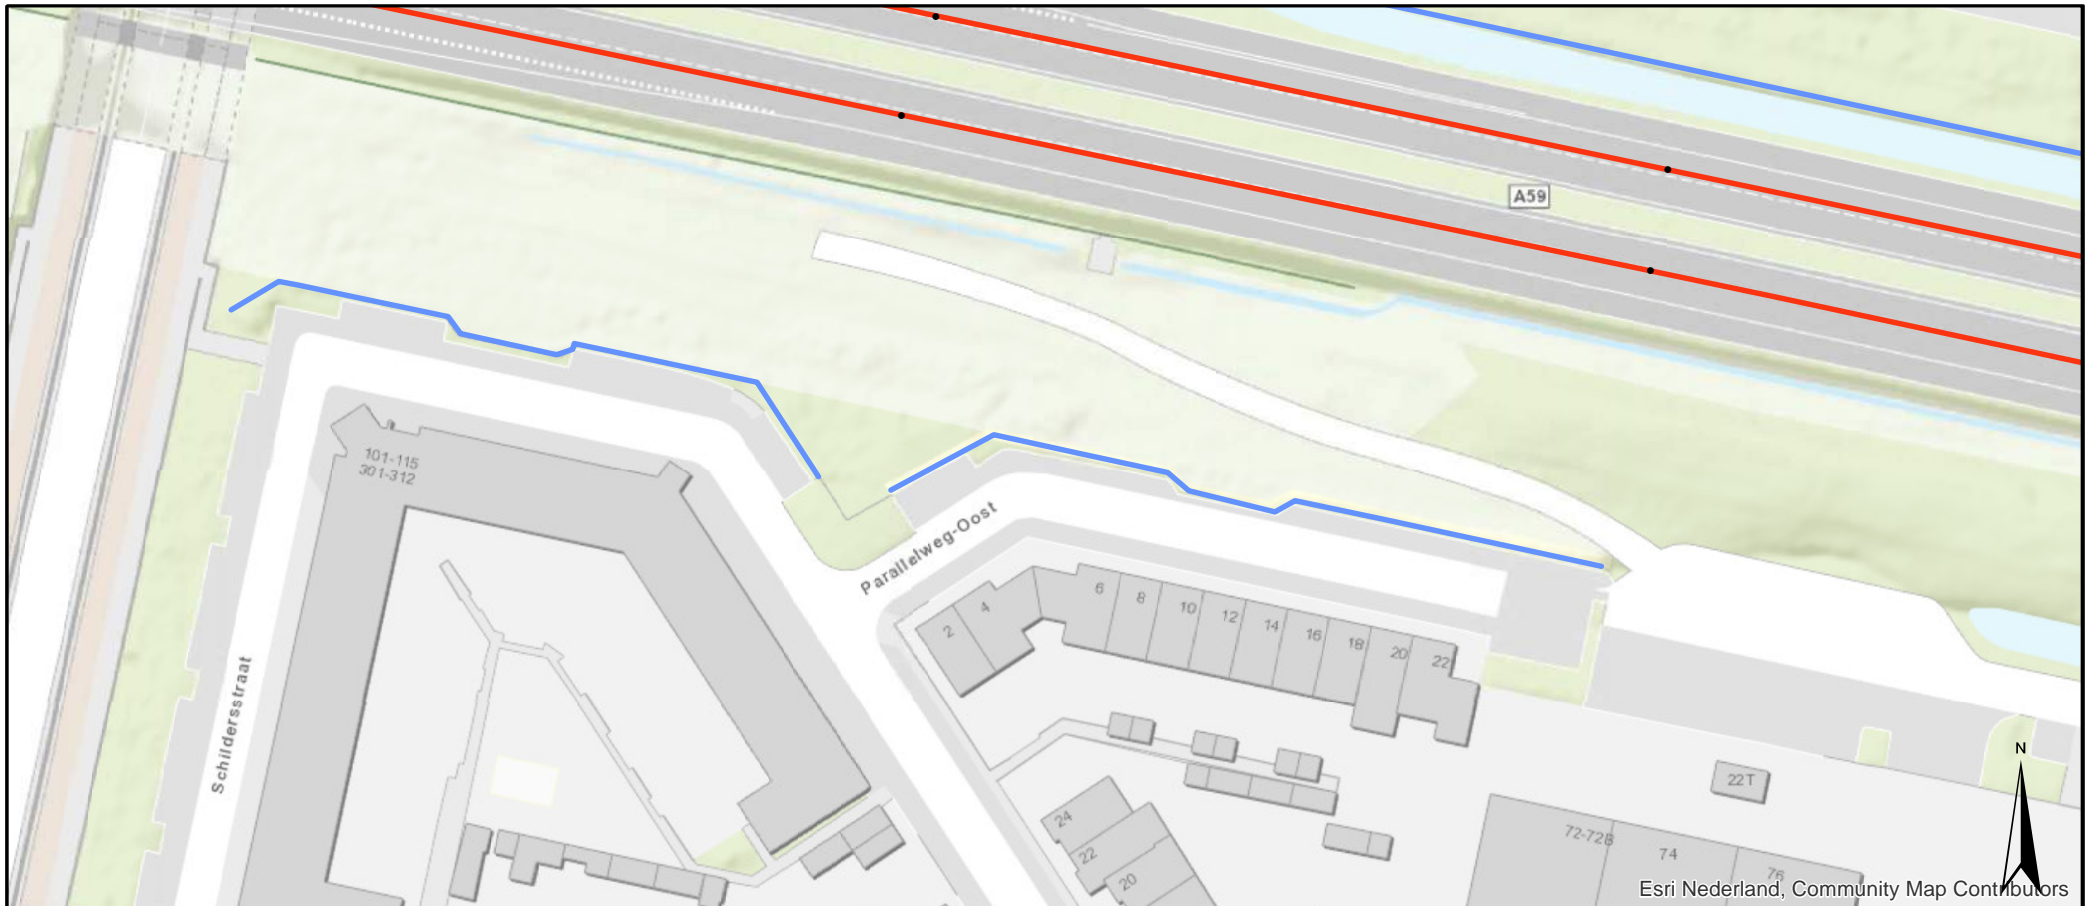 A59
101-115
301-312
Parallelweg-Oost
2
4
6
8
10
12
14
16
18
20
22
Schildersstraat
N
22T
24
22
20
72-72B
74
76
Esri Nederland, Community Map Contributors